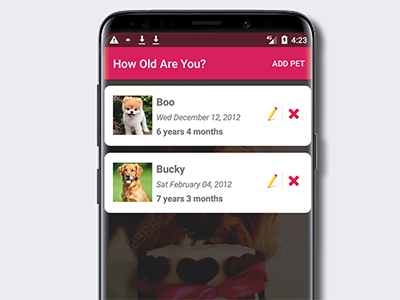 4G
4:23
How Old Are You?
ADD PET
Boo
Wed December 12, 2012
6 years 4 months
Bucky
Sat February 04, 2012
7 years 3 months